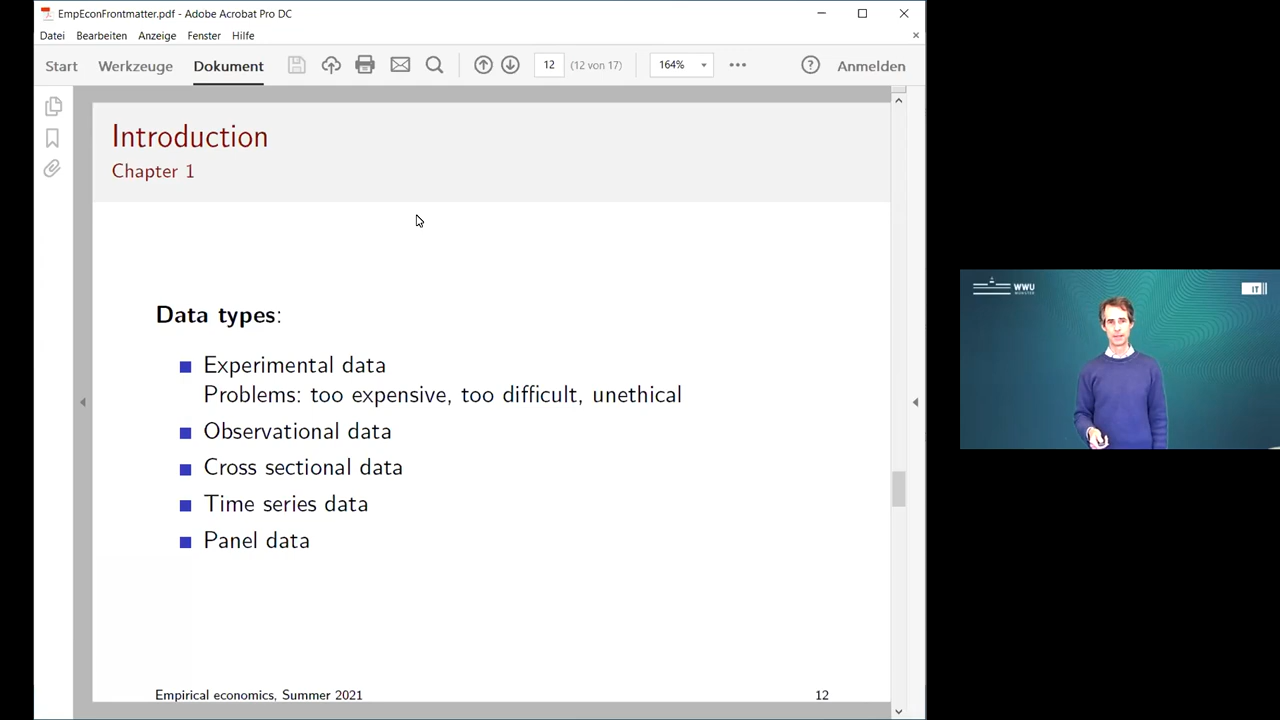 EmpEconFrontmatter.pdf - Adobe Acrobat Pro DC
Datei Bearbeiten Anzeige Fenster Hilfe
Start Werkzeuge Dokument 12 (12 von 17) 164% Anmelden
Introduction
Chapter 1
Data types:
Experimental data
Problems: too expensive, too difficult, unethical
Observational data
Cross sectional data
Time series data
Panel data
Empirical economics, Summer 2021 12
WWU
MÜNSTER
IT